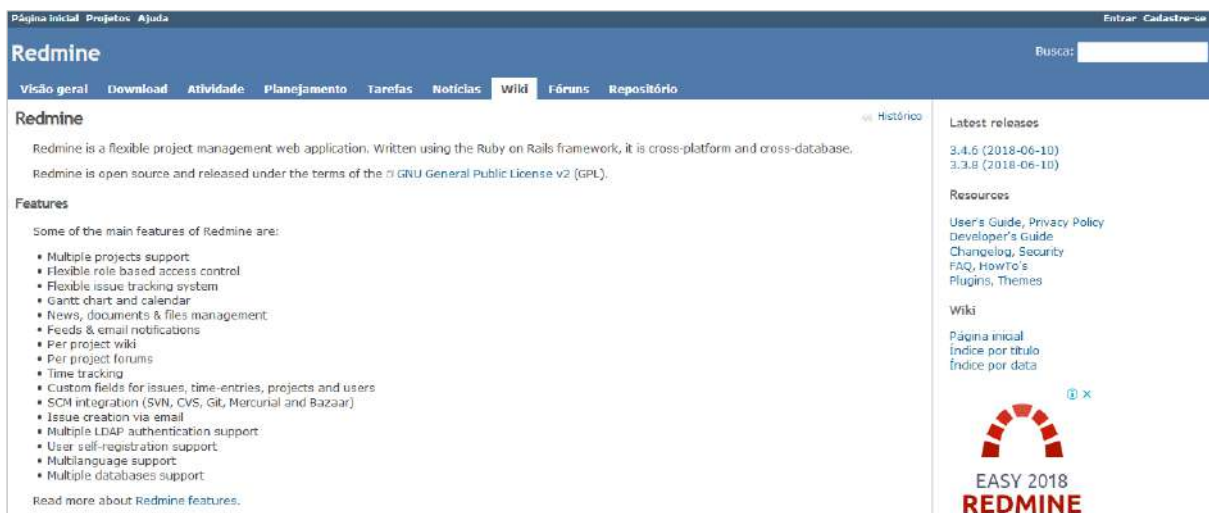 Página inicial Projetos Ajuda
Entrar Cadastre-se
Redmine
Busca:
Visão geral Download Atividade Planejamento Tarefas Notícias Wiki Fóruns Repositório
Redmine
Histórico
Redmine is a flexible project management web application. Written using the Ruby on Rails framework, it is cross-platform and cross-database.
Redmine is open source and released under the terms of the GNU General Public License v2 (GPL).
Features
Some of the main features of Redmine are:
• Multiple projects support
• Flexible role based access control
• Flexible issue tracking system
• Gantt chart and calendar
• News, documents & files management
• Feeds & email notifications
• Per project wiki
• Per project forums
• Time tracking
• Custom fields for issues, time-entries, projects and users
• SCM integration (SVN, CVS, Git, Mercurial and Bazaar)
• Issue creation via email
• Multiple LDAP authentication support
• User self-registration support
• Multilanguage support
• Multiple databases support
Read more about Redmine features.
Latest releases
3.4.6 (2018-06-10)
3.3.8 (2018-06-10)
Resources
User's Guide, Privacy Policy
Developer's Guide
Changelog, Security
FAQ, HowTo's
Plugins, Themes
Wiki
Página inicial
Índice por título
Índice por data
EASY 2018
REDMINE